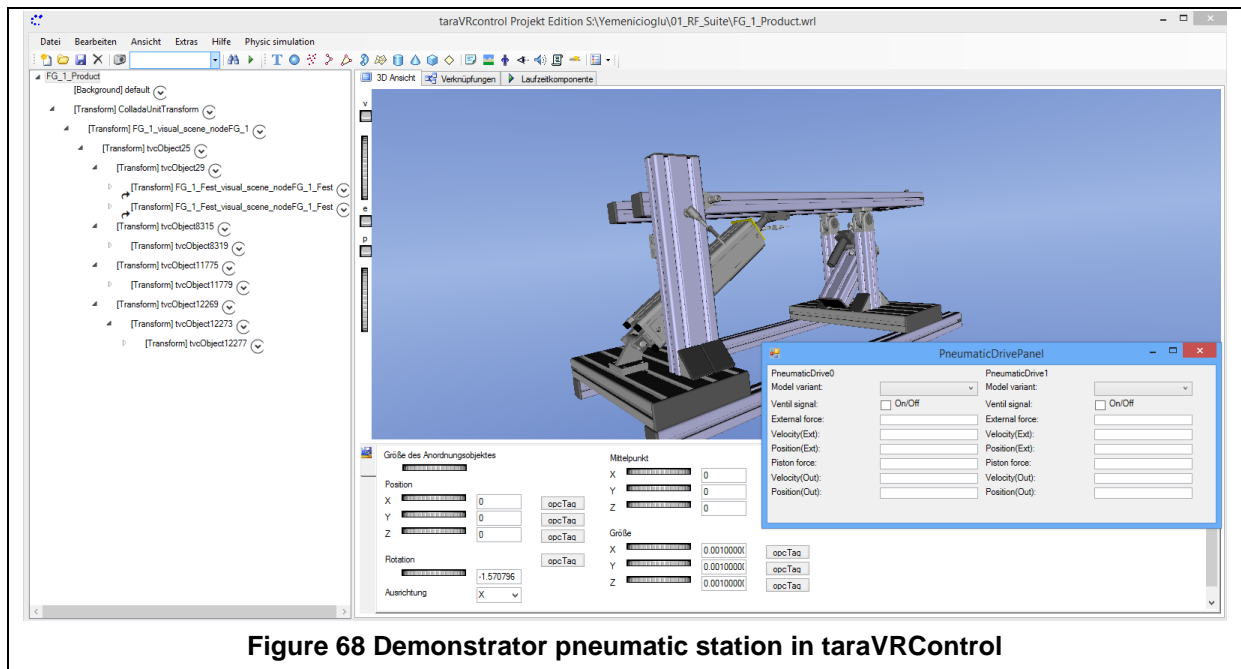 taraVRcontrol Projekt Edition S:\Yemenicioglu\01_RF_Suite\FG_1_Product.wrl
Datei Bearbeiten Ansicht Extras Hilfe Physic simulation
FG_1_Product
[Background] default
[Transform] ColladaUnitTransform
[Transform] FG_1_visual_scene_nodeFG_1
[Transform] tvcObject25
[Transform] tvcObject29
[Transform] FG_1_Fest_visual_scene_nodeFG_1_Fest
[Transform] FG_1_Fest_visual_scene_nodeFG_1_Fest
[Transform] tvcObject8315
[Transform] tvcObject8319
[Transform] tvcObject11775
[Transform] tvcObject11779
[Transform] tvcObject12269
[Transform] tvcObject12273
[Transform] tvcObject12277
3D Ansicht Verknüpfungen Laufzeitkomponente
v
e
p
PneumaticDrivePanel
PneumaticDrive0 PneumaticDrive1
Model variant: Model variant:
Ventil signal: On/Off Ventil signal: On/Off
External force: External force:
Velocity(Ext): Velocity(Ext):
Position(Ext): Position(Ext):
Piston force: Piston force:
Velocity(Out): Velocity(Out):
Position(Out): Position(Out):
Größe des Anordnungsobjektes
Position
X 0 opcTag
Y 0 opcTag
Z 0 opcTag
Rotation opcTag
-1.570796
Ausrichtung X
Mittelpunkt
X 0
Y 0
Z 0
Größe
X 0.00100000 opcTag
Y 0.00100000 opcTag
Z 0.00100000 opcTag
Figure 68 Demonstrator pneumatic station in taraVRControl